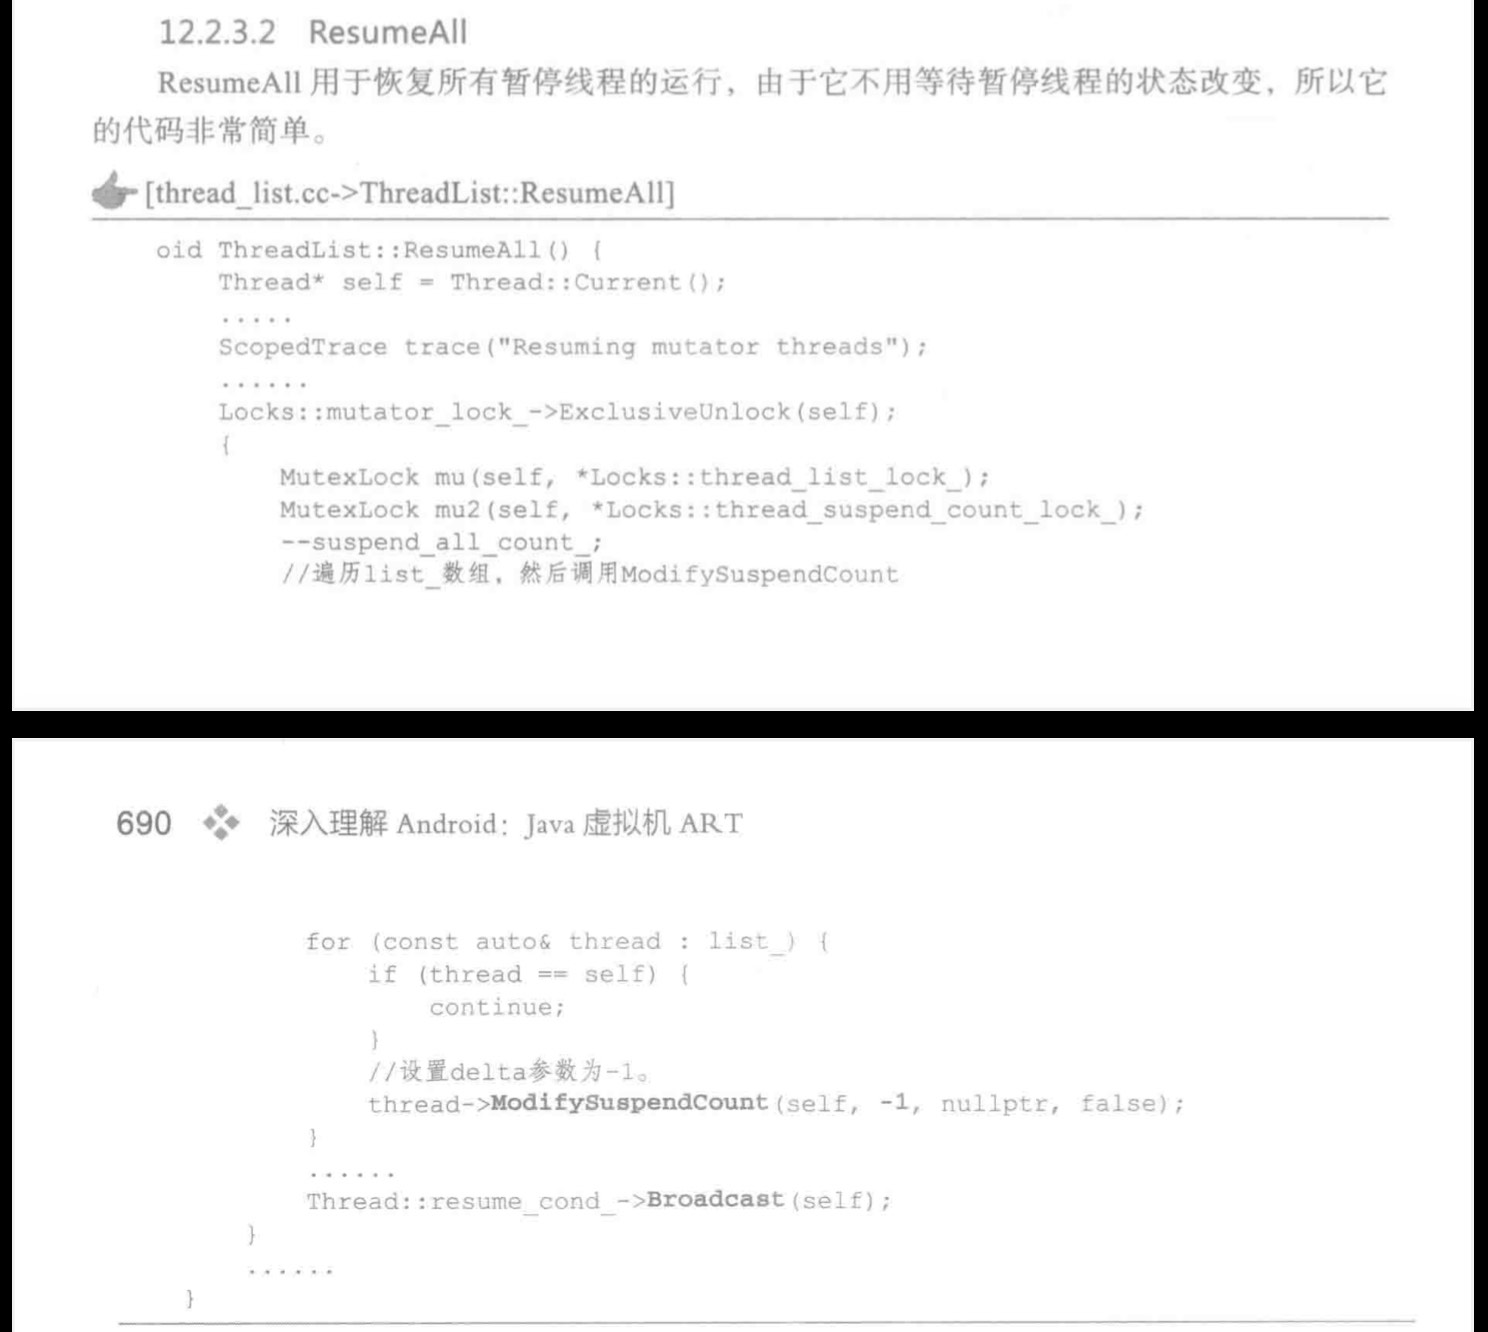 12.2.3.2 ResumeAll
ResumeAll 用于恢复所有暂停线程的运行，由于它不用等待暂停线程的状态改变，所以它
的代码非常简单。
[thread_list.cc->ThreadList::ResumeAll]
oid ThreadList::ResumeAll() {
Thread* self = Thread::Current();
.....
ScopedTrace trace("Resuming mutator threads");
......
Locks::mutator_lock_->ExclusiveUnlock(self);
{
MutexLock mu(self, *Locks::thread_list_lock_);
MutexLock mu2(self, *Locks::thread_suspend_count_lock_);
--suspend_all_count_;
//遍历list_数组，然后调用ModifySuspendCount
690 深入理解 Android：Java 虚拟机 ART
for (const auto& thread : list_) {
if (thread == self) {
continue;
}
//设置delta参数为-1。
thread->ModifySuspendCount(self, -1, nullptr, false);
}
......
Thread::resume_cond_->Broadcast(self);
}
......
}